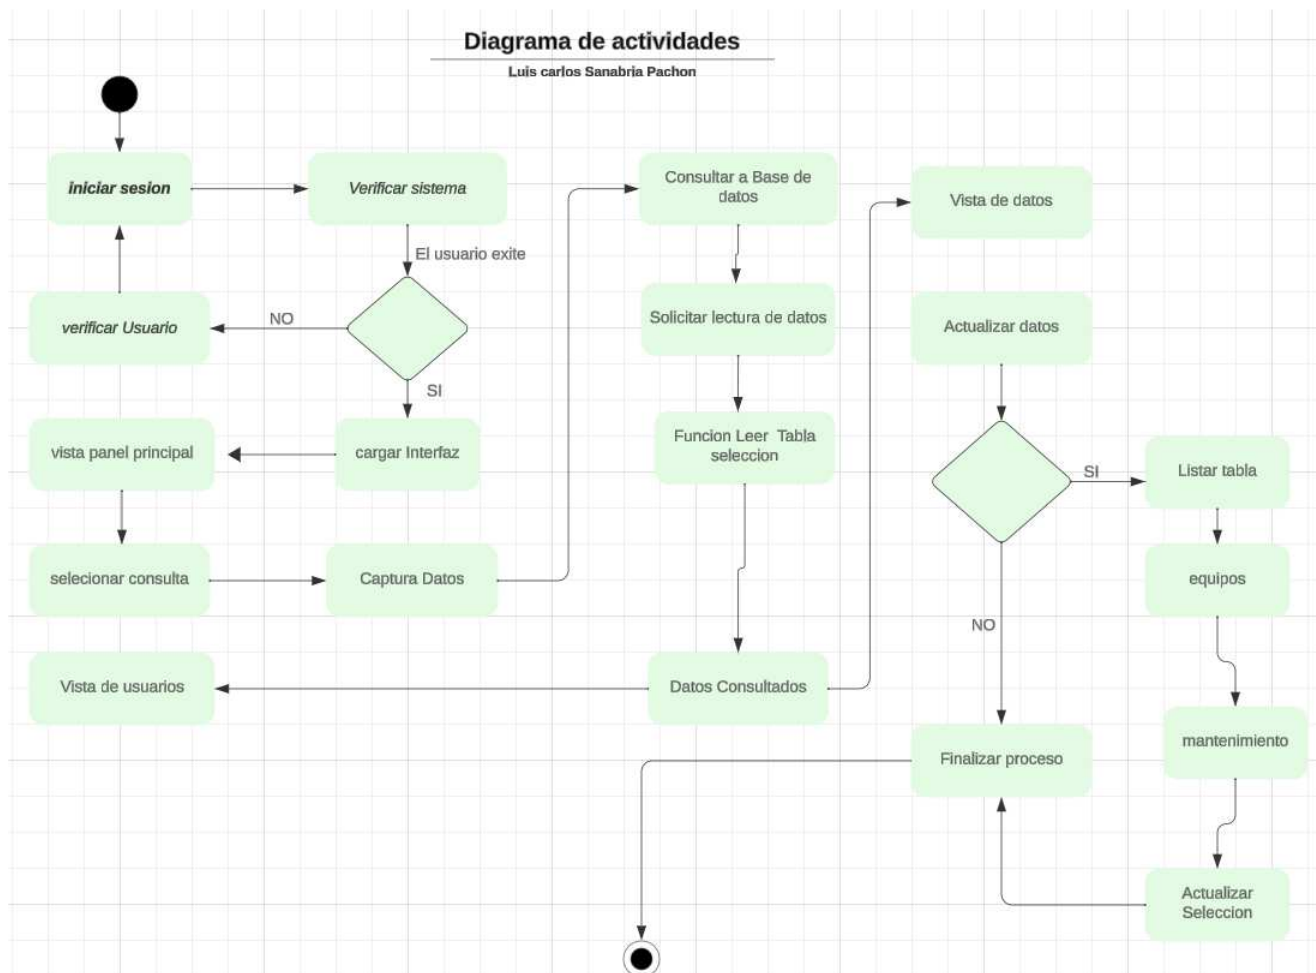 Diagrama de actividades
Luis carlos Sanabria Pachon
iniciar sesion
Verificar sistema
El usuario exite
verificar Usuario
NO
SI
vista panel principal
cargar Interfaz
selecionar consulta
Captura Datos
Vista de usuarios
Consultar a Base de
datos
Solicitar lectura de datos
Funcion Leer Tabla
seleccion
Datos Consultados
Vista de datos
Actualizar datos
SI
NO
Listar tabla
equipos
mantenimiento
Actualizar
Seleccion
Finalizar proceso